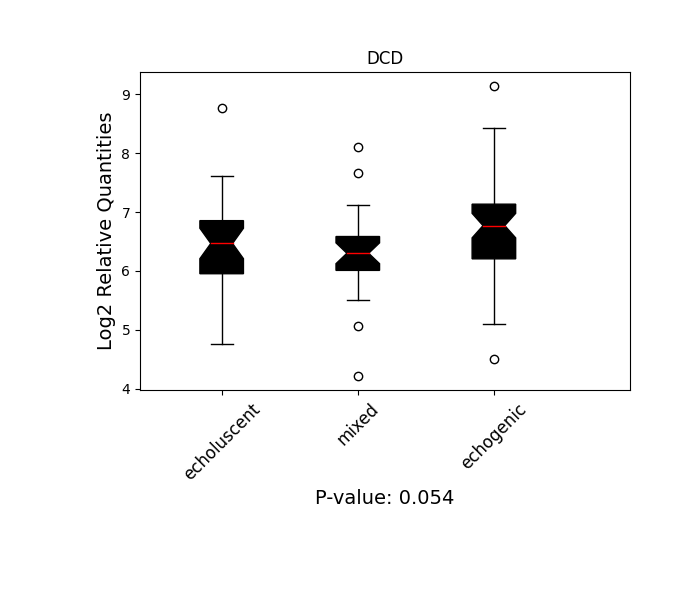 DCD
Log2 Relative Quantities
9
8
7
6
5
4
echoluscent
mixed
echogenic
P-value: 0.054